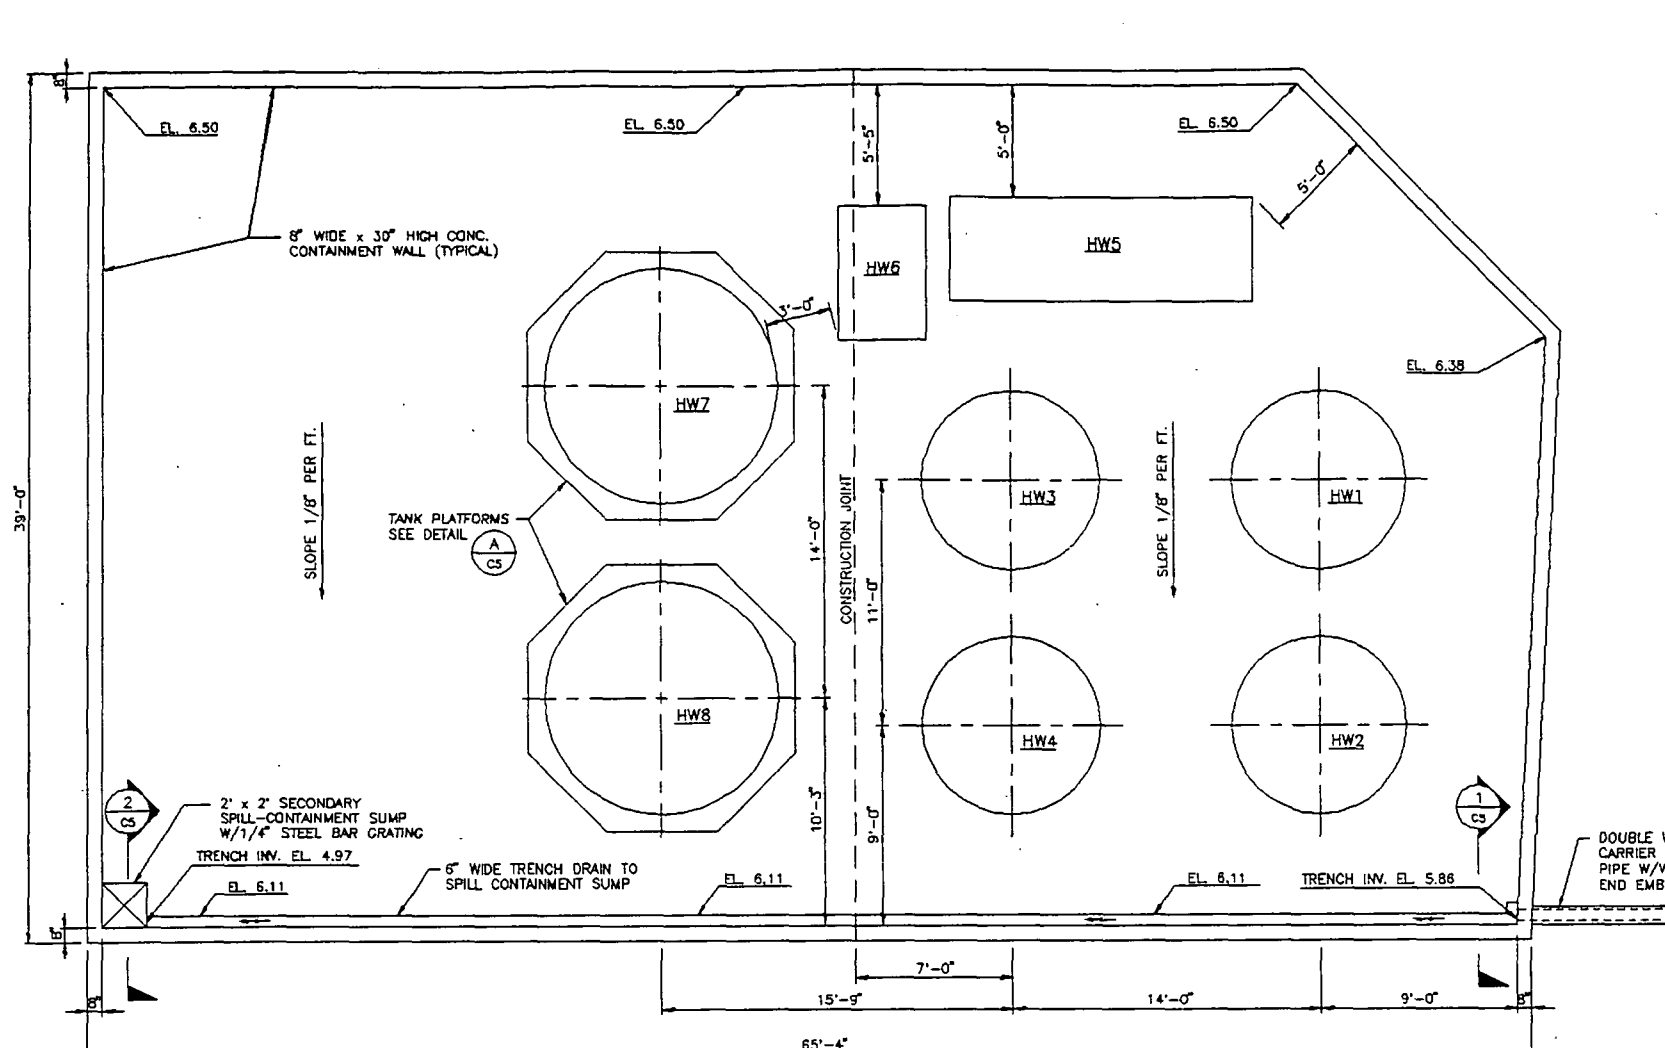 8"
EL. 6.50
EL. 6.50
EL. 6.50
5'-5"
5'-0"
5'-0"
8" WIDE x 30" HIGH CONC.
CONTAINMENT WALL (TYPICAL)
HW5
HW6
3'-0"
EL. 6.38
HW7
SLOPE 1/8" PER FT.
SLOPE 1/8" PER FT.
39'-0"
HW3
HW1
TANK PLATFORMS
SEE DETAIL
A
C5
14'-0"
CONSTRUCTION JOINT
11'-0"
HW8
HW4
HW2
2
C5
2' x 2' SECONDARY
SPILL-CONTAINMENT SUMP
W/1/4" STEEL BAR GRATING
10'-3"
9'-0"
1
C5
TRENCH INV. EL. 4.97
6" WIDE TRENCH DRAIN TO
SPILL CONTAINMENT SUMP
EL. 6.11
EL. 6.11
EL. 6.11
TRENCH INV. EL. 5.86
DOUBLE
CARRIER
PIPE W/
END EMB
8"
7'-0"
8"
15'-9"
14'-0"
9'-0"
8"
65'-4"